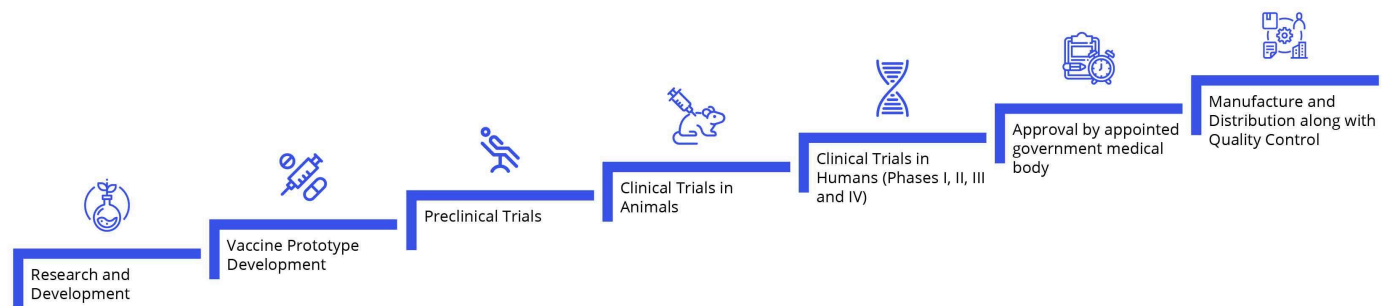 Research and
Development
Vaccine Prototype
Development
Preclinical Trials
Clinical Trials in
Animals
Clinical Trials in
Humans (Phases I, II, III
and IV)
Approval by appointed
government medical
body
Manufacture and
Distribution along with
Quality Control